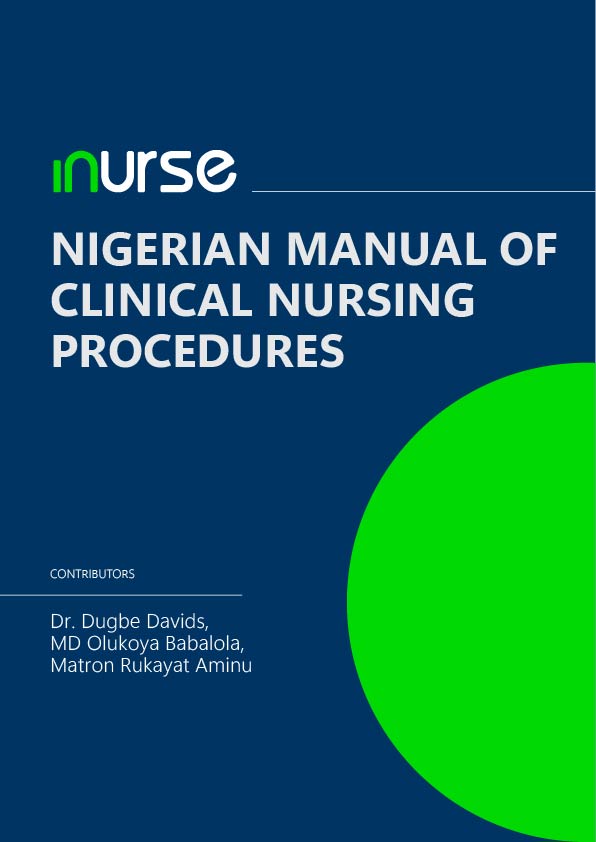 inurse
NIGERIAN MANUAL OF
CLINICAL NURSING
PROCEDURES
CONTRIBUTORS
Dr. Dugbe Davids,
MD Olukoya Babalola,
Matron Rukayat Aminu